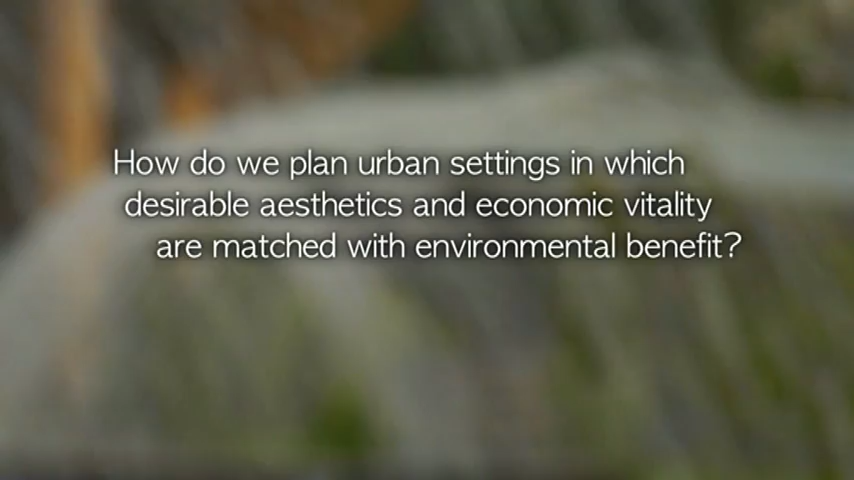 How do we plan urban settings in which
desirable aesthetics and economic vitality
are matched with environmental benefit?